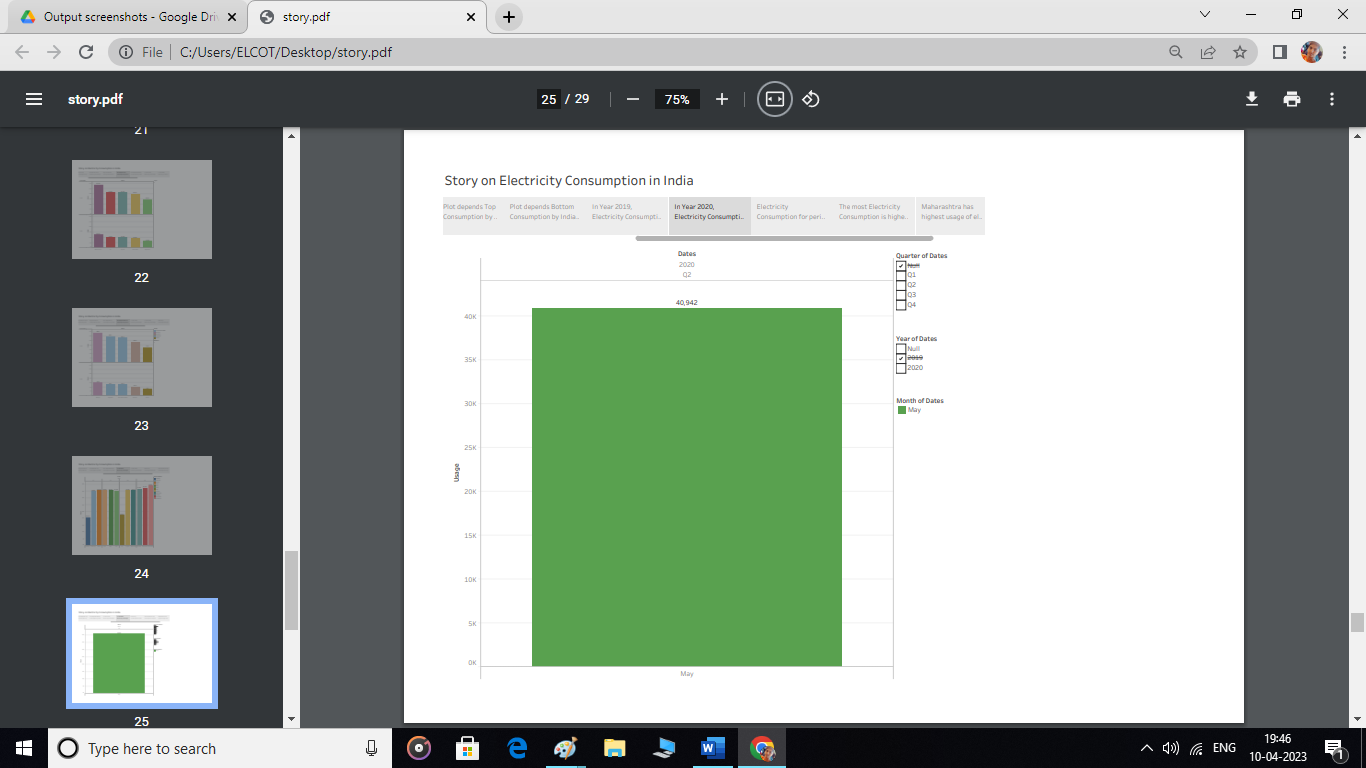 Output screenshots - Google Dri
story.pdf
File
C:/Users/ELCOT/Desktop/story.pdf
story.pdf
25 / 29
75%
21
22
23
24
25
Story on Electricity Consumption in India
Plot depends Top
Consumption by ..
Plot depends Bottom
Consumption by India..
In Year 2019,
Electricity Consumpti..
In Year 2020,
Electricity Consumpti..
Electricity
Consumption for peri..
The most Electricity
Consumption is highe..
Maharashtra has
highest usage of el..
Dates
2020
Q2
40,942
40K
35K
30K
25K
20K
15K
10K
5K
0K
Usage
May
Quarter of Dates
Null
Q1
Q2
Q3
Q4
Year of Dates
Null
2019
2020
Month of Dates
May
Type here to search
ENG
19:46
10-04-2023
1